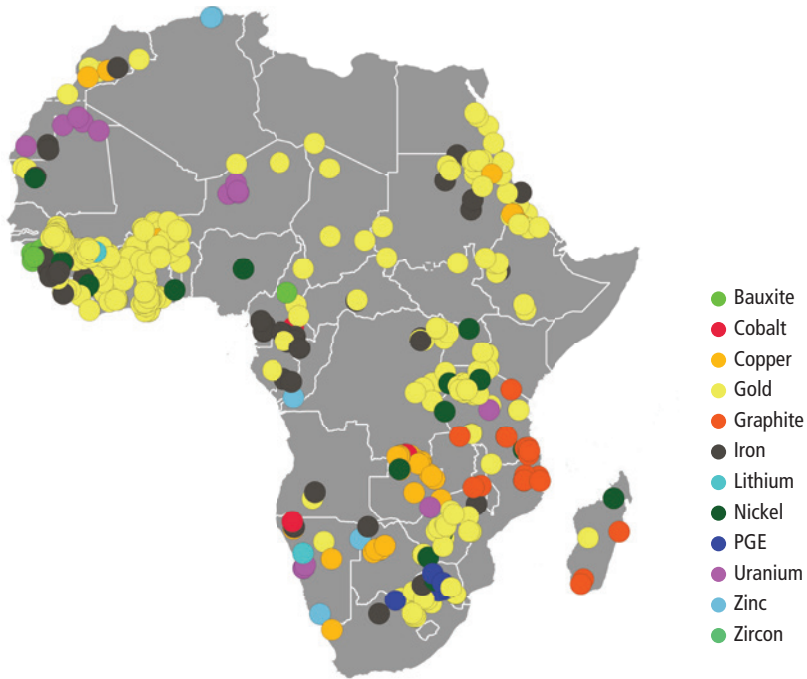 Bauxite
Cobalt
Copper
Gold
Graphite
Iron
Lithium
Nickel
PGE
Uranium
Zinc
Zircon